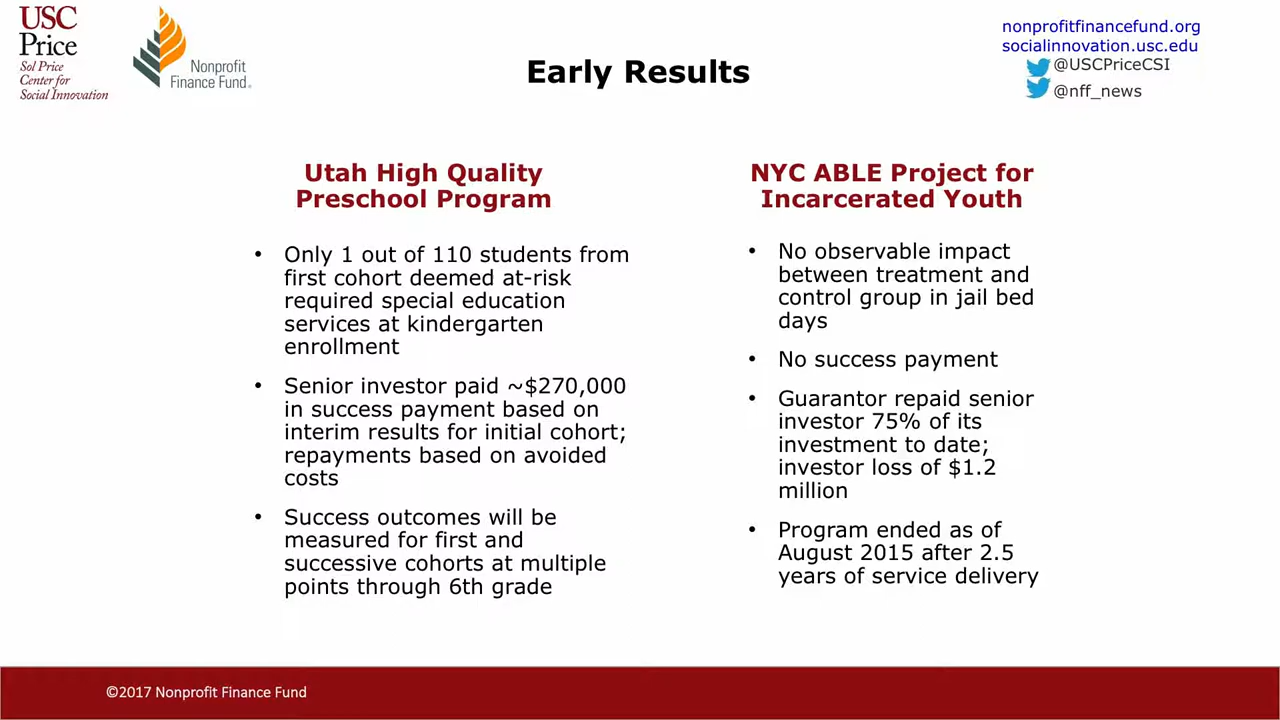 USC
Price
Sol Price
Center for
Social Innovation
Nonprofit
Finance Fund®
Early Results
nonprofitfinancefund.org
socialinnovation.usc.edu
@USCPriceCSI
@nff_news
Utah High Quality
Preschool Program
• Only 1 out of 110 students from
first cohort deemed at-risk
required special education
services at kindergarten
enrollment
• Senior investor paid ~$270,000
in success payment based on
interim results for initial cohort;
repayments based on avoided
costs
• Success outcomes will be
measured for first and
successive cohorts at multiple
points through 6th grade
NYC ABLE Project for
Incarcerated Youth
• No observable impact
between treatment and
control group in jail bed
days
• No success payment
• Guarantor repaid senior
investor 75% of its
investment to date;
investor loss of $1.2
million
• Program ended as of
August 2015 after 2.5
years of service delivery
©2017 Nonprofit Finance Fund